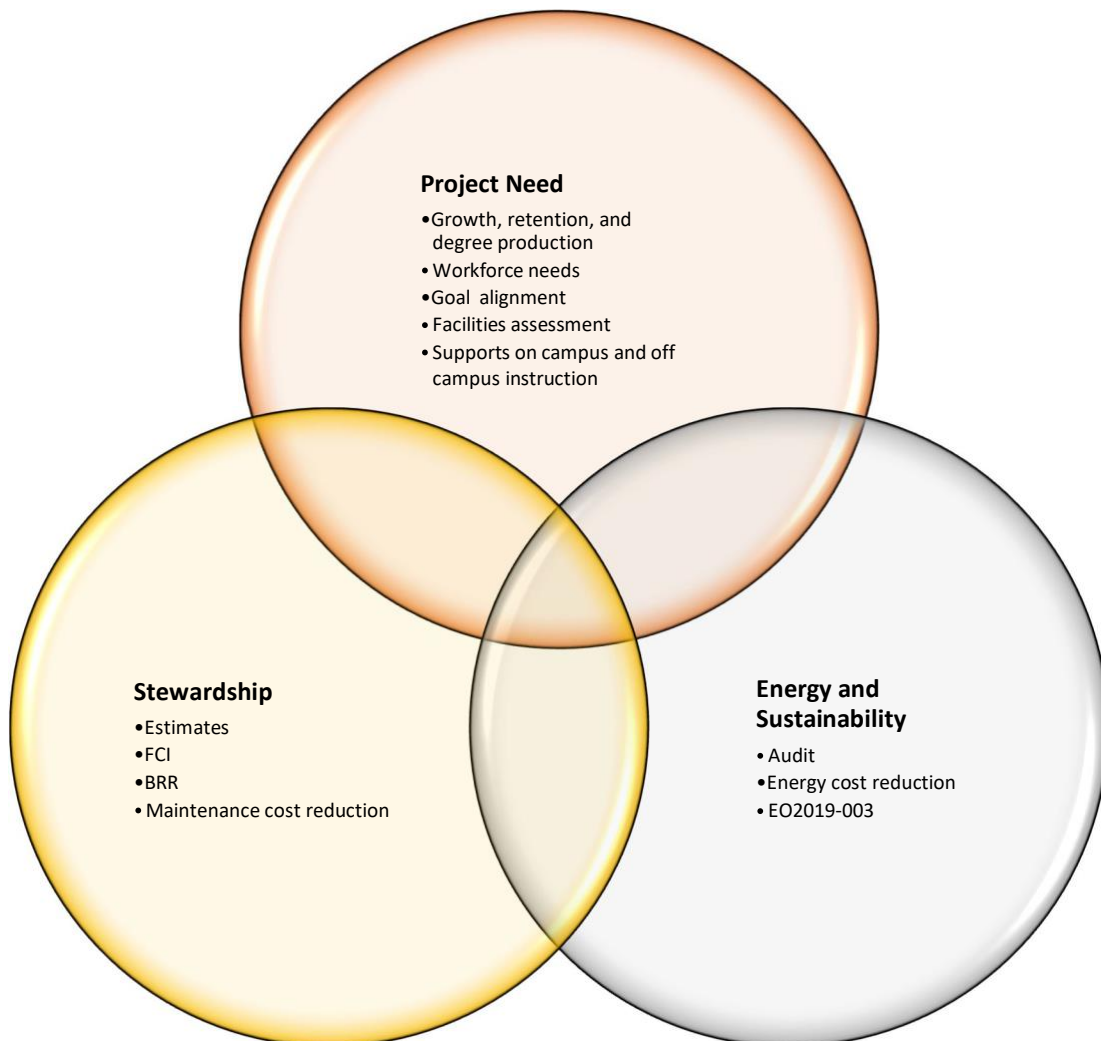 Project Need
•Growth, retention, and
degree production
• Workforce needs
•Goal alignment
• Facilities assessment
• Supports on campus and off
campus instruction
Stewardship
•Estimates
•FCI
•BRR
• Maintenance cost reduction
Energy and
Sustainability
• Audit
•Energy cost reduction
• EO2019-003